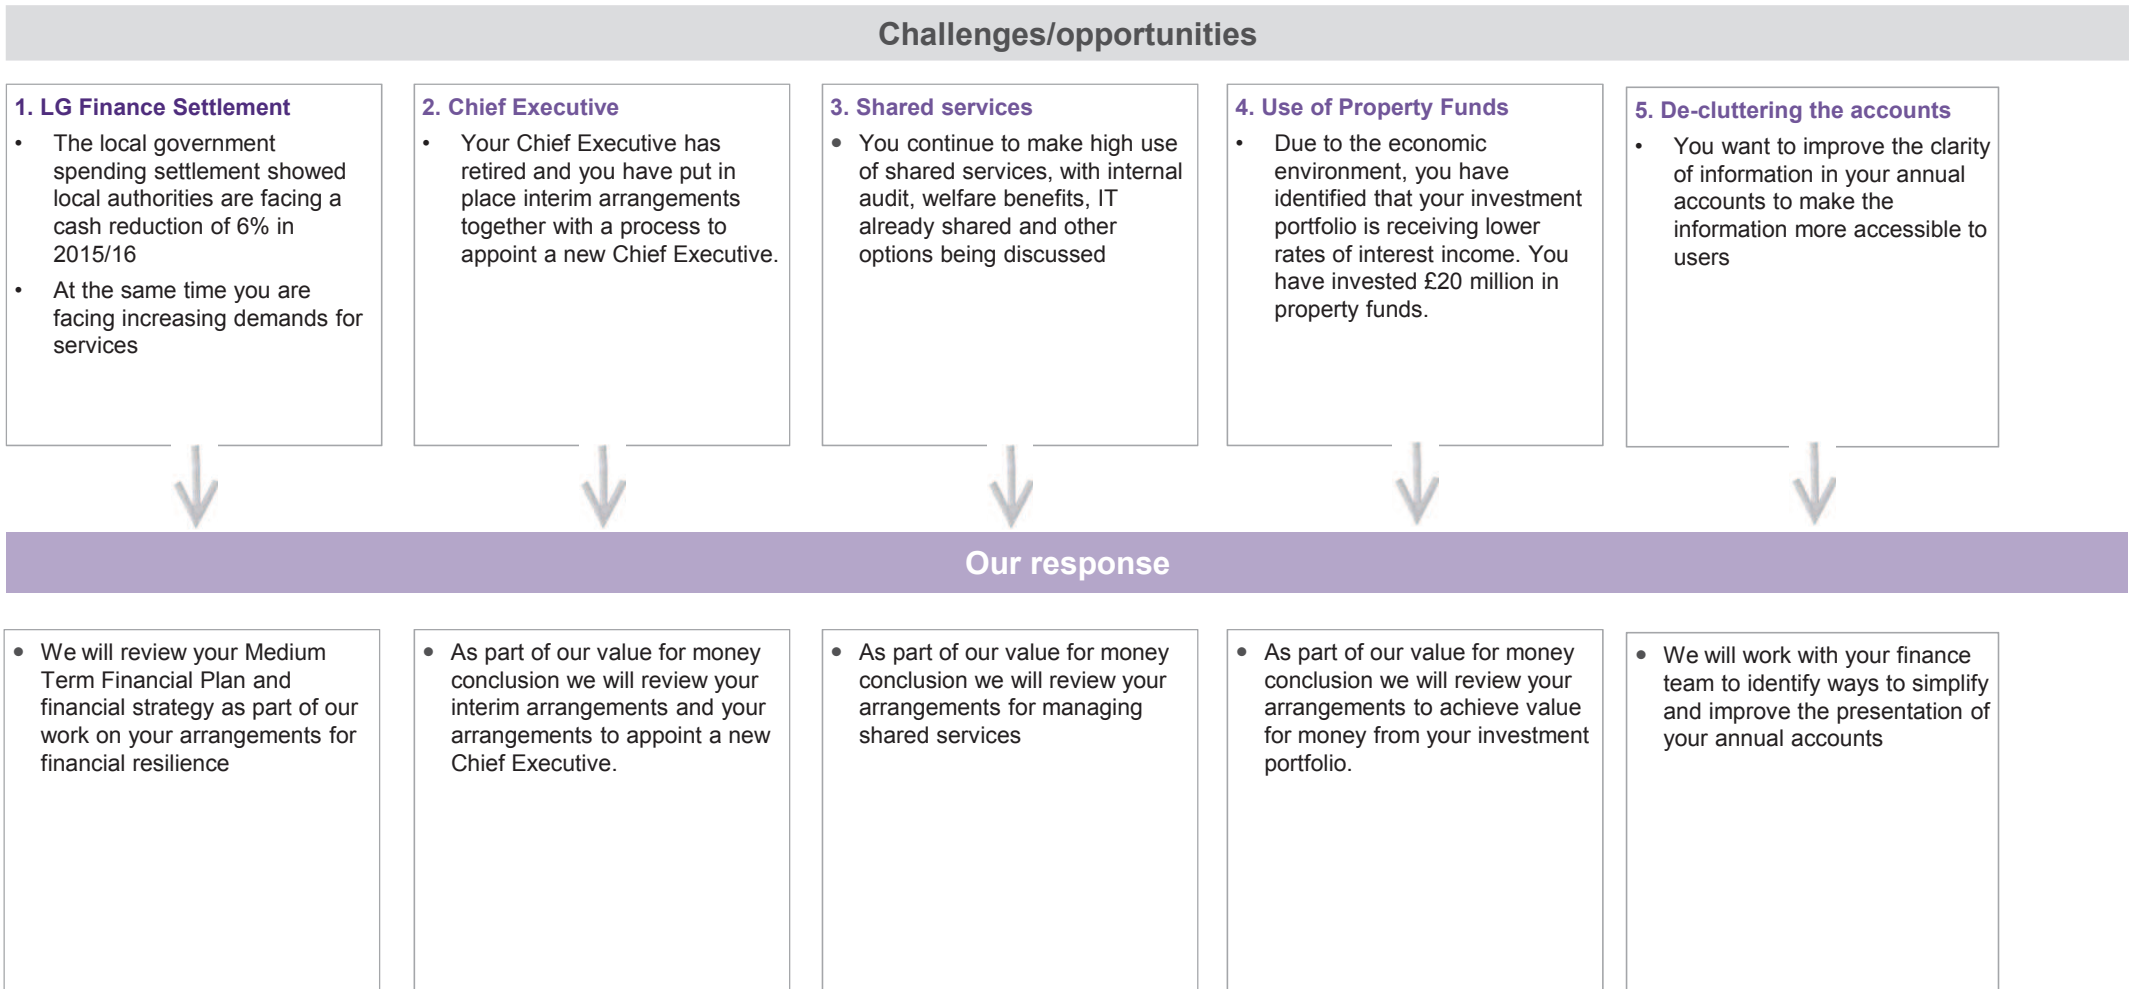 Challenges/opportunities
1. LG Finance Settlement
• The local government
spending settlement showed
local authorities are facing a
cash reduction of 6% in
2015/16
• At the same time you are
facing increasing demands for
services
2. Chief Executive
• Your Chief Executive has
retired and you have put in
place interim arrangements
together with a process to
appoint a new Chief Executive.
3. Shared services
• You continue to make high use
of shared services, with internal
audit, welfare benefits, IT
already shared and other
options being discussed
4. Use of Property Funds
• Due to the economic
environment, you have
identified that your investment
portfolio is receiving lower
rates of interest income. You
have invested £20 million in
property funds.
5. De-cluttering the accounts
• You want to improve the clarity
of information in your annual
accounts to make the
information more accessible to
users
Our response
• We will review your Medium
Term Financial Plan and
financial strategy as part of our
work on your arrangements for
financial resilience
• As part of our value for money
conclusion we will review your
interim arrangements and your
arrangements to appoint a new
Chief Executive.
• As part of our value for money
conclusion we will review your
arrangements for managing
shared services
• As part of our value for money
conclusion we will review your
arrangements to achieve value
for money from your investment
portfolio.
• We will work with your finance
team to identify ways to simplify
and improve the presentation of
your annual accounts